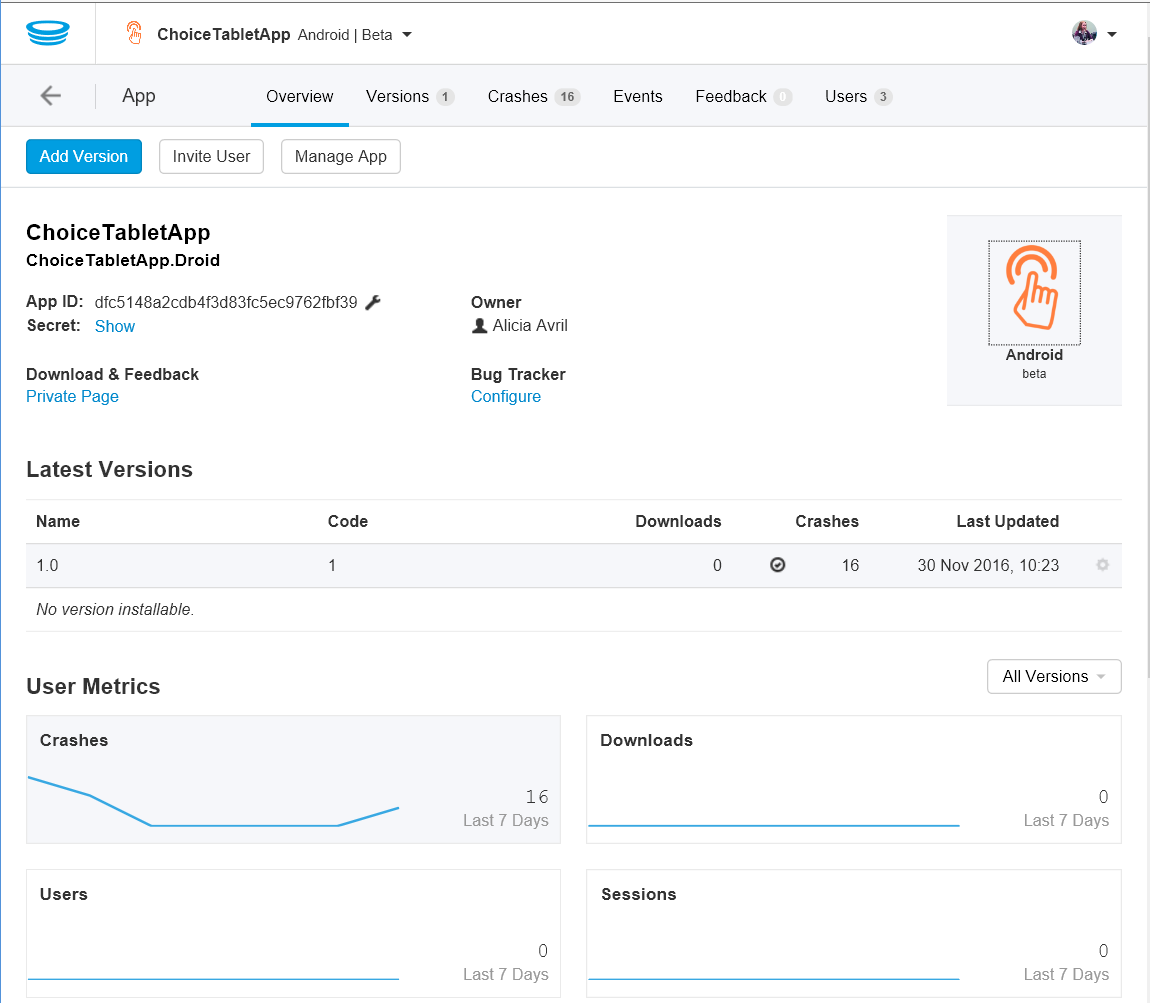 ChoiceTabletApp Android | Beta
App Overview Versions 1 Crashes 16 Events Feedback 0 Users 3
Add Version Invite User Manage App
ChoiceTabletApp
ChoiceTabletApp.Droid
App ID: dfc5148a2cdb4f3d83fc5ec9762fbf39
Secret: Show
Owner
Alicia Avril
Download & Feedback
Private Page
Bug Tracker
Configure
Android
beta
Latest Versions
Name Code Downloads Crashes Last Updated
1.0 1 0 16 30 Nov 2016, 10:23
No version installable.
User Metrics
All Versions
Crashes
16
Last 7 Days
Downloads
0
Last 7 Days
Users
0
Last 7 Days
Sessions
0
Last 7 Days